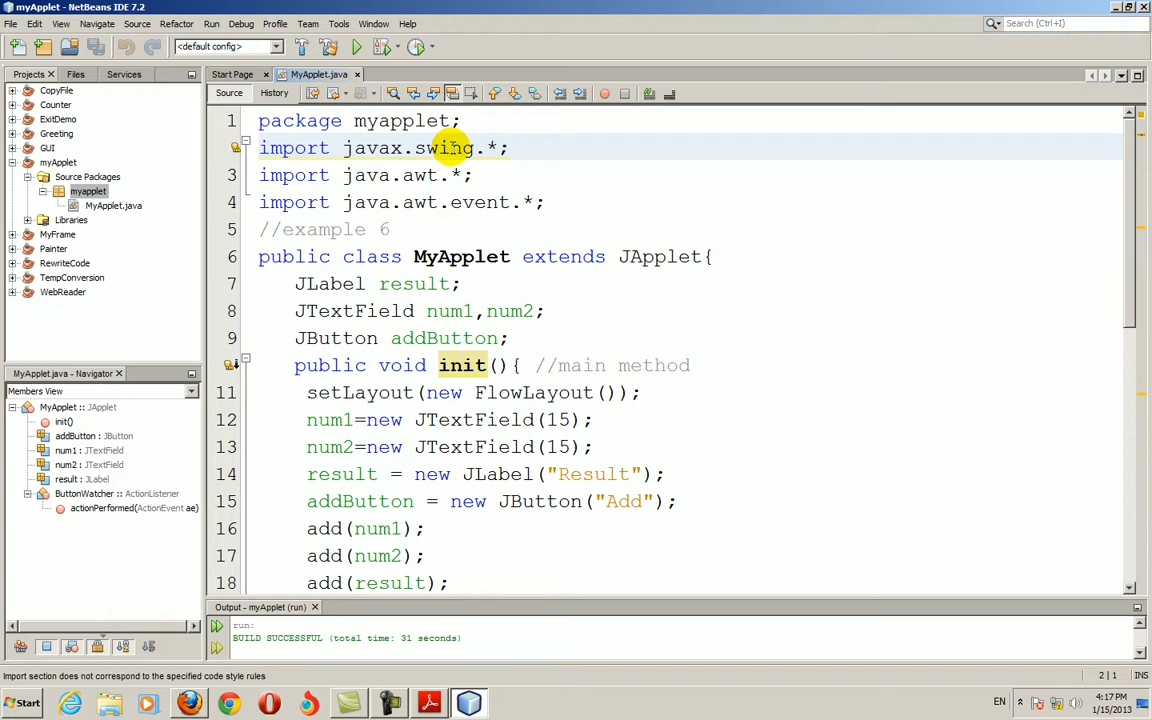 myApplet - NetBeans IDE 7.2
File Edit View Navigate Source Refactor Run Debug Profile Team Tools Window Help
<default config>
Search (Ctrl+I)
Projects Files Services
Start Page MyApplet.java
Source History
CopyFile
Counter
ExitDemo
Greeting
GUI
myApplet
Source Packages
myapplet
MyApplet.java
Libraries
MyFrame
Painter
RewriteCode
TempConversion
WebReader
MyApplet.java - Navigator
Members View
MyApplet :: JApplet
init()
addButton : JButton
num1 : JTextField
num2 : JTextField
result : JLabel
ButtonWatcher :: ActionListener
actionPerformed(ActionEvent ae)
1 package myapplet;
import javax.swing.*;
3 import java.awt.*;
4 import java.awt.event.*;
5 //example 6
6 public class MyApplet extends JApplet{
7 JLabel result;
8 JTextField num1,num2;
9 JButton addButton;
public void init(){ //main method
11 setLayout(new FlowLayout());
12 num1=new JTextField(15);
13 num2=new JTextField(15);
14 result = new JLabel("Result");
15 addButton = new JButton("Add");
16 add(num1);
17 add(num2);
18 add(result);
Output - myApplet (run)
run:
BUILD SUCCESSFUL (total time: 31 seconds)
Import section does not correspond to the specified code style rules
2 | 1 INS
Start
EN
4:17 PM
1/15/2013